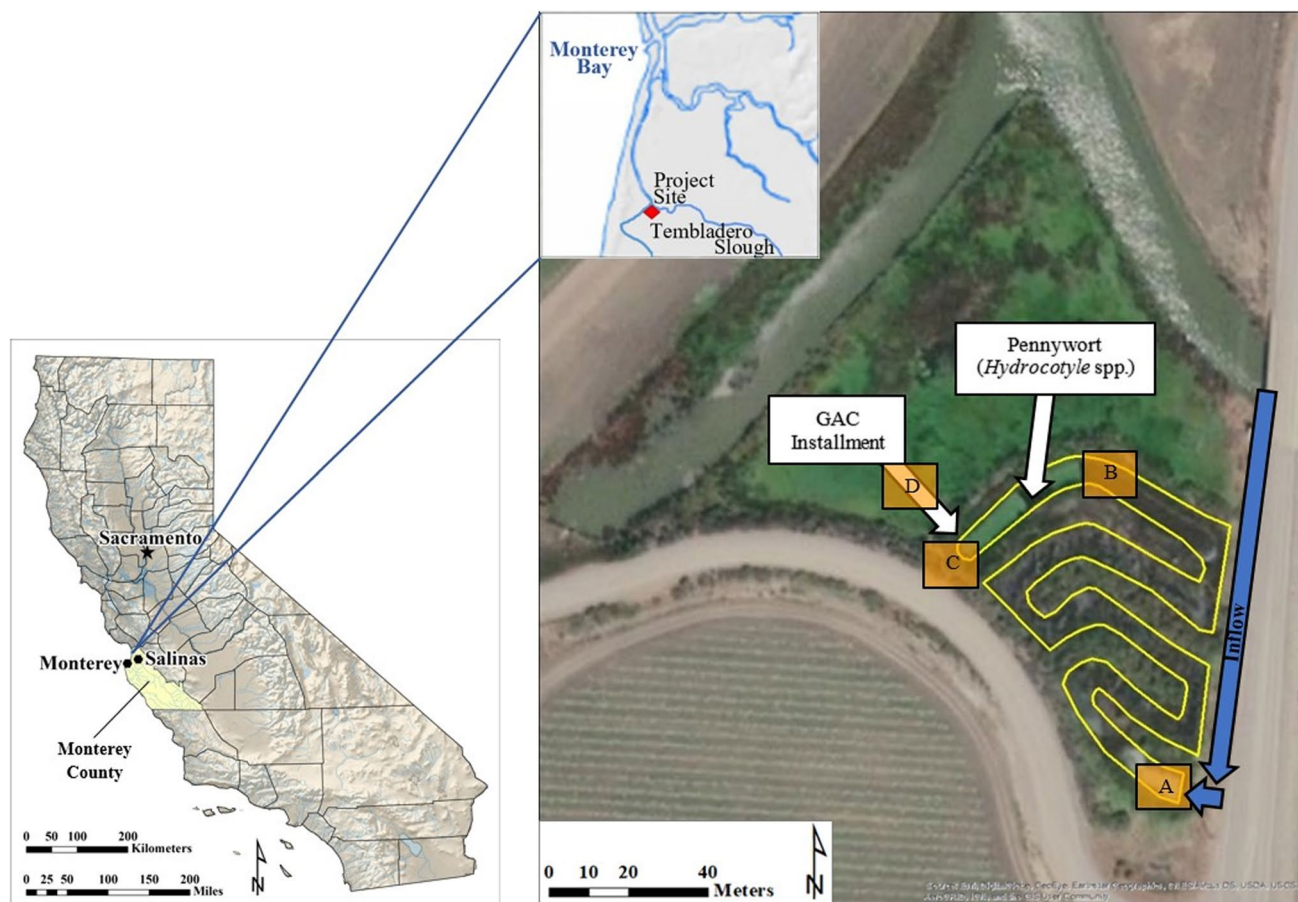 Monterey
Bay
Project
Site
Tembladero
Slough
Pennywort
(Hydrocotyle spp.)
GAC
Installment
D
B
C
Inflow
A
Sacramento
Monterey
Salinas
Monterey
County
0 50 100 200
Kilometers
0 25 50 100 150 200
Miles
N
0 10 20 40
Meters
N